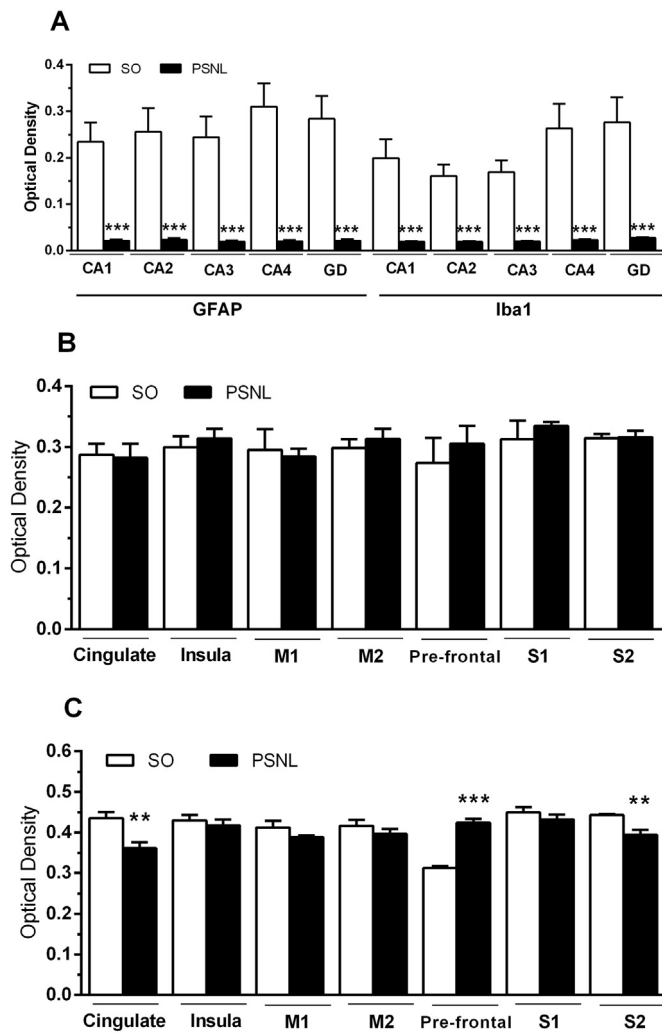 A
SO PSNL
0.4
0.3
0.2
0.1
0.0
Optical Density
*** *** *** *** *** *** *** *** *** ***
CA1 CA2 CA3 CA4 GD CA1 CA2 CA3 CA4 GD
GFAP Iba1
B
SO PSNL
0.4
0.3
0.2
0.1
0.0
Optical Density
Cingulate Insula M1 M2 Pre-frontal S1 S2
C
SO PSNL
0.6
0.5
0.4
0.3
0.2
0.1
0.0
Optical Density
** *** **
Cingulate Insula M1 M2 Pre-frontal S1 S2